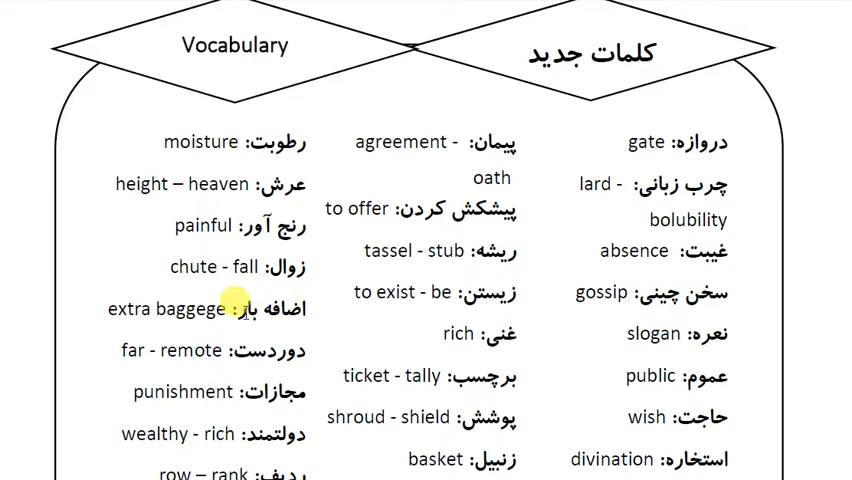 Vocabulary
کلمات جدید
دروازه: gate
چرب زبانی: lard -
bolubility
غیبت: absence
سخن چینی: gossip
نعره: slogan
عموم: public
حاجت: wish
استخاره: divination
پیمان: agreement -
oath
پیشکش کردن: to offer
ریشه: tassel - stub
زیستن: to exist - be
غنی: rich
برچسب: ticket - tally
پوشش: shroud - shield
زنبیل: basket
رطوبت: moisture
عرش: height – heaven
رنج آور: painful
زوال: chute - fall
اضافه بار: extra baggege
دوردست: far - remote
مجازات: punishment
دولتمند: wealthy - rich
ردیف: row – rank